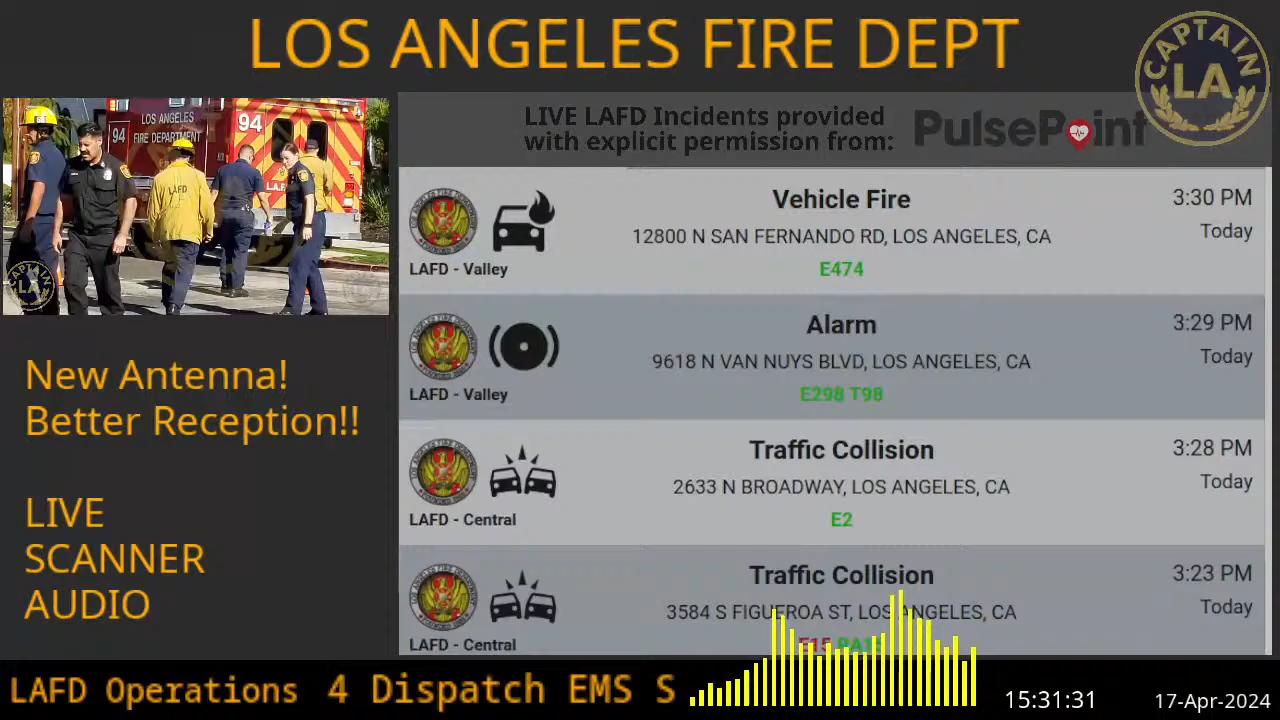 LOS ANGELES FIRE DEPT
CAPTAIN
LA
LIVE LAFD Incidents provided
with explicit permission from:
PulsePoint
94
LOS ANGELES
FIRE DEPARTMENT
94
LAFD
CAPTAIN
Vehicle Fire
3:30 PM
12800 N SAN FERNANDO RD, LOS ANGELES, CA
Today
LAFD - Valley
E474
Alarm
3:29 PM
9618 N VAN NUYS BLVD, LOS ANGELES, CA
Today
LAFD - Valley
E298 T98
Traffic Collision
3:28 PM
2633 N BROADWAY, LOS ANGELES, CA
Today
LAFD - Central
E2
Traffic Collision
3:23 PM
3584 S FIGUEROA ST, LOS ANGELES, CA
Today
LAFD - Central
E15
New Antenna!
Better Reception!!
LIVE
SCANNER
AUDIO
LAFD Operations 4 Dispatch EMS S
15:31:31
17-Apr-2024